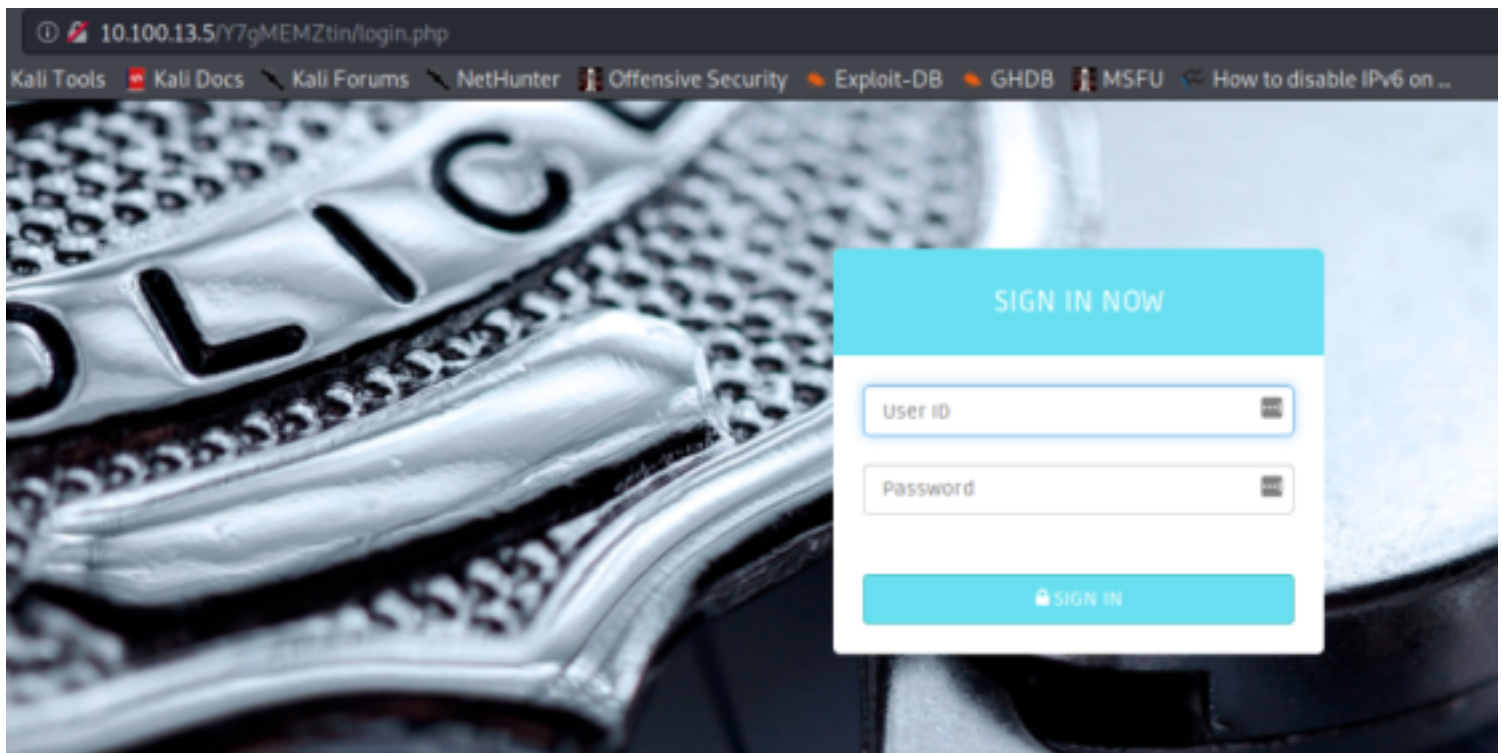 10.100.13.5/Y7gMEMZtin/login.php
Kali Tools Kali Docs Kali Forums NetHunter Offensive Security Exploit-DB GHDB MSFU How to disable IPv6 on ...
OLICE
SIGN IN NOW
User ID
Password
SIGN IN